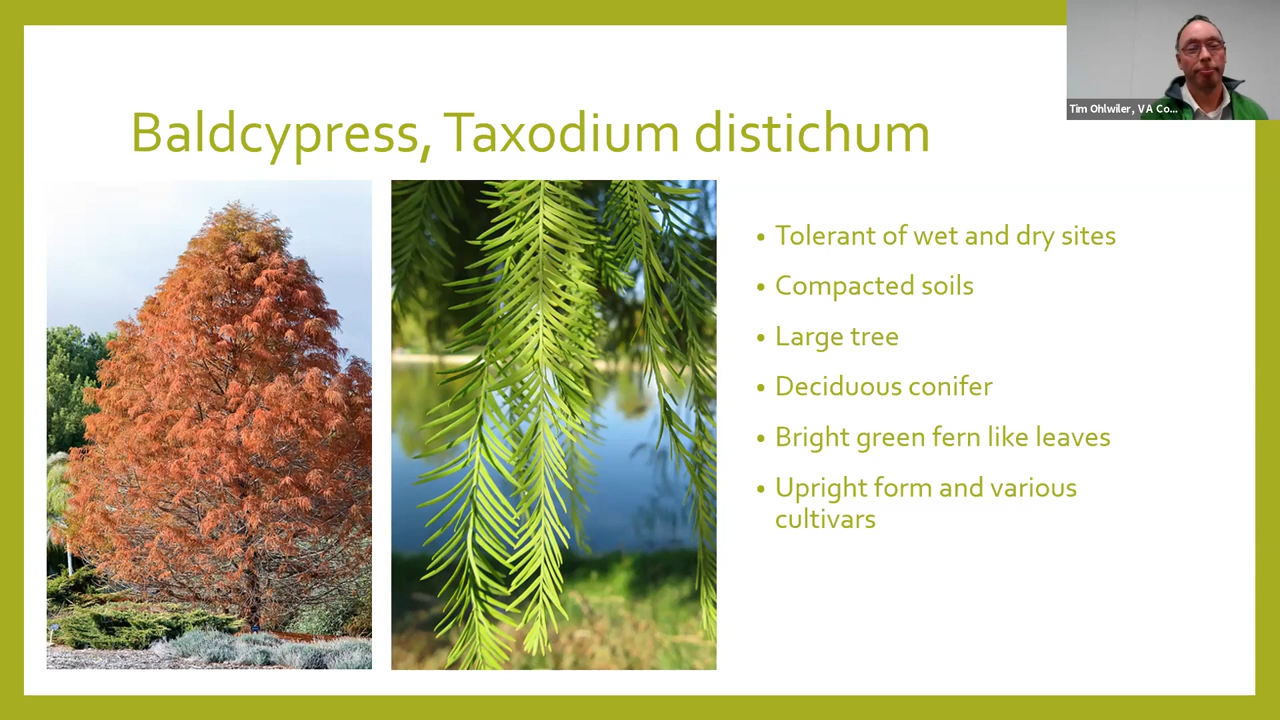 Tim Ohlwiler, VA Co...
Baldcypress, Taxodium distichum
• Tolerant of wet and dry sites
• Compacted soils
• Large tree
• Deciduous conifer
• Bright green fern like leaves
• Upright form and various
cultivars